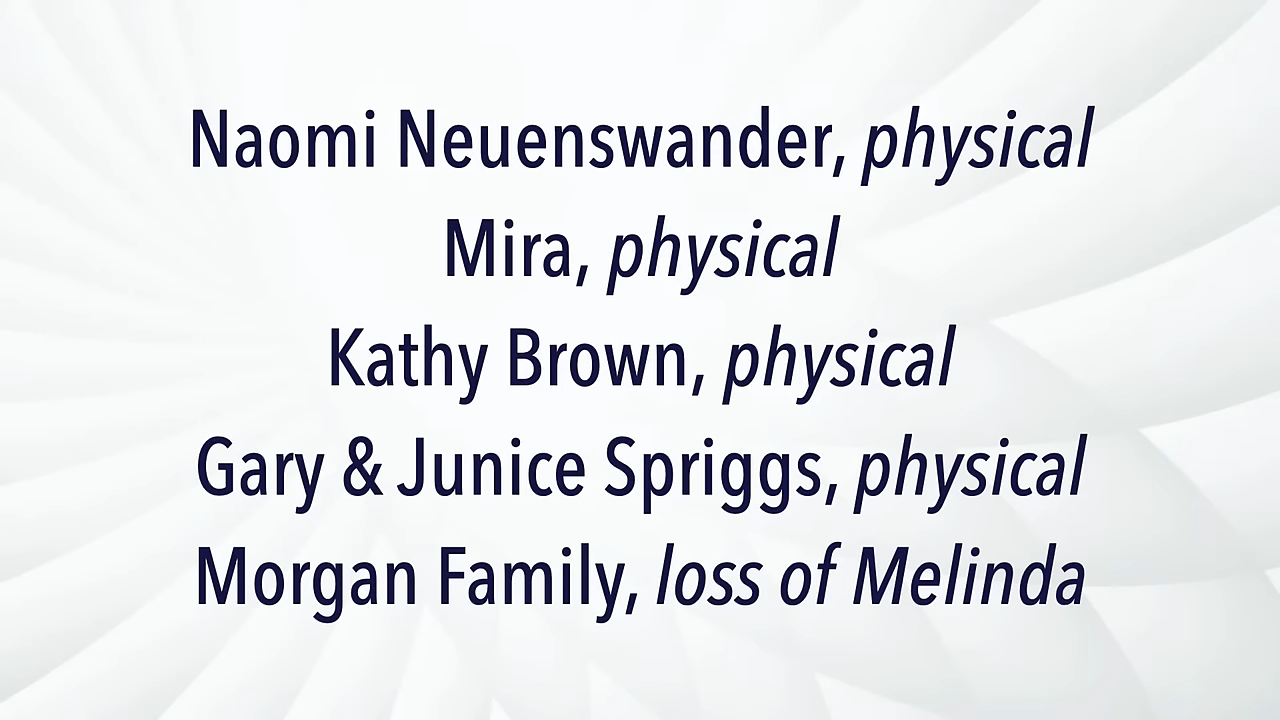 Naomi Neuenswander, physical
Mira, physical
Kathy Brown, physical
Gary & Junice Spriggs, physical
Morgan Family, loss of Melinda